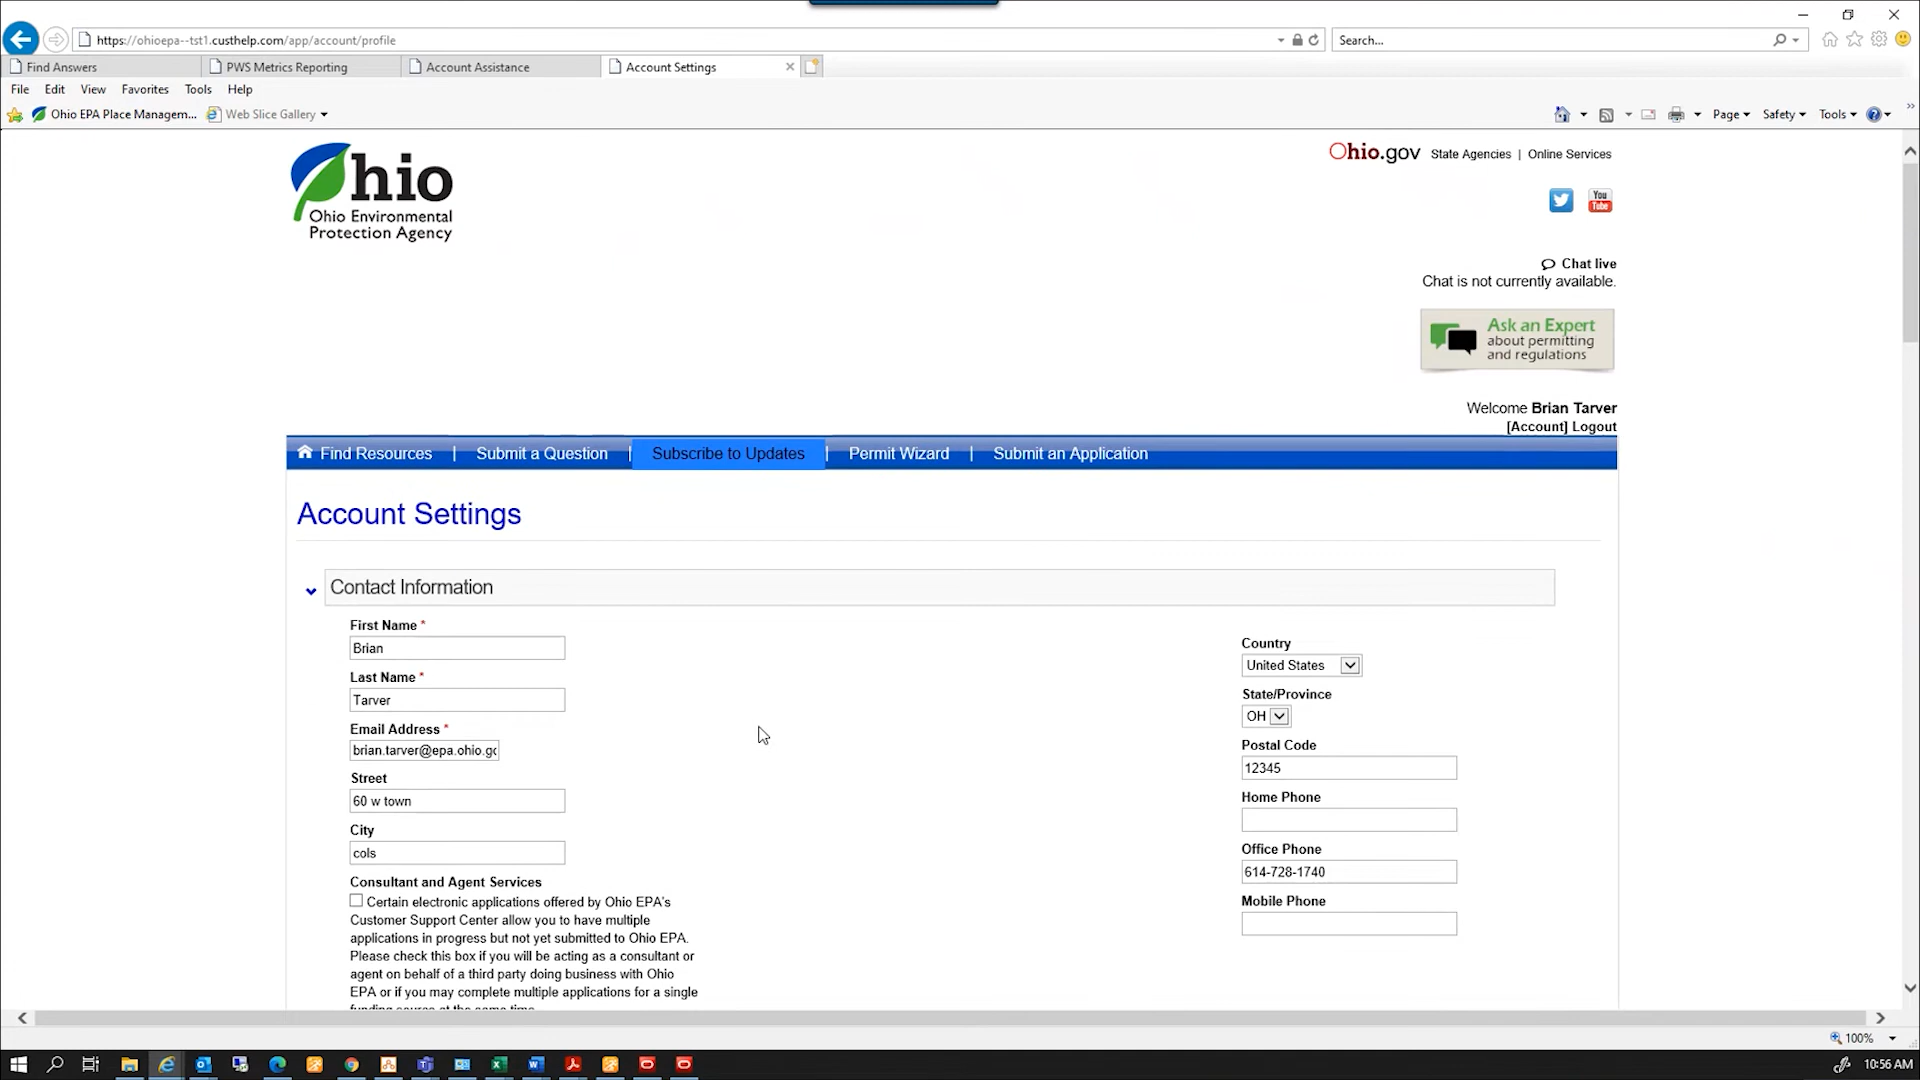 https://ohioepa--tst1.custhelp.com/app/account/profile
Search...
Find Answers
PWS Metrics Reporting
Account Assistance
Account Settings
File Edit View Favorites Tools Help
Ohio EPA Place Managem...
Web Slice Gallery
Page
Safety
Tools
Ohio
Ohio Environmental
Protection Agency
Ohio.gov State Agencies | Online Services
You
Tube
Chat live
Chat is not currently available.
Ask an Expert
about permitting
and regulations
Welcome Brian Tarver
[Account] Logout
Find Resources | Submit a Question | Subscribe to Updates | Permit Wizard | Submit an Application
Account Settings
Contact Information
First Name *
Brian
Last Name *
Tarver
Email Address *
brian.tarver@epa.ohio.gc
Street
60 w town
City
cols
Consultant and Agent Services
Certain electronic applications offered by Ohio EPA's
Customer Support Center allow you to have multiple
applications in progress but not yet submitted to Ohio EPA.
Please check this box if you will be acting as a consultant or
agent on behalf of a third party doing business with Ohio
EPA or if you may complete multiple applications for a single
funding source at the same time.
Country
United States
State/Province
OH
Postal Code
12345
Home Phone
Office Phone
614-728-1740
Mobile Phone
100%
10:56 AM